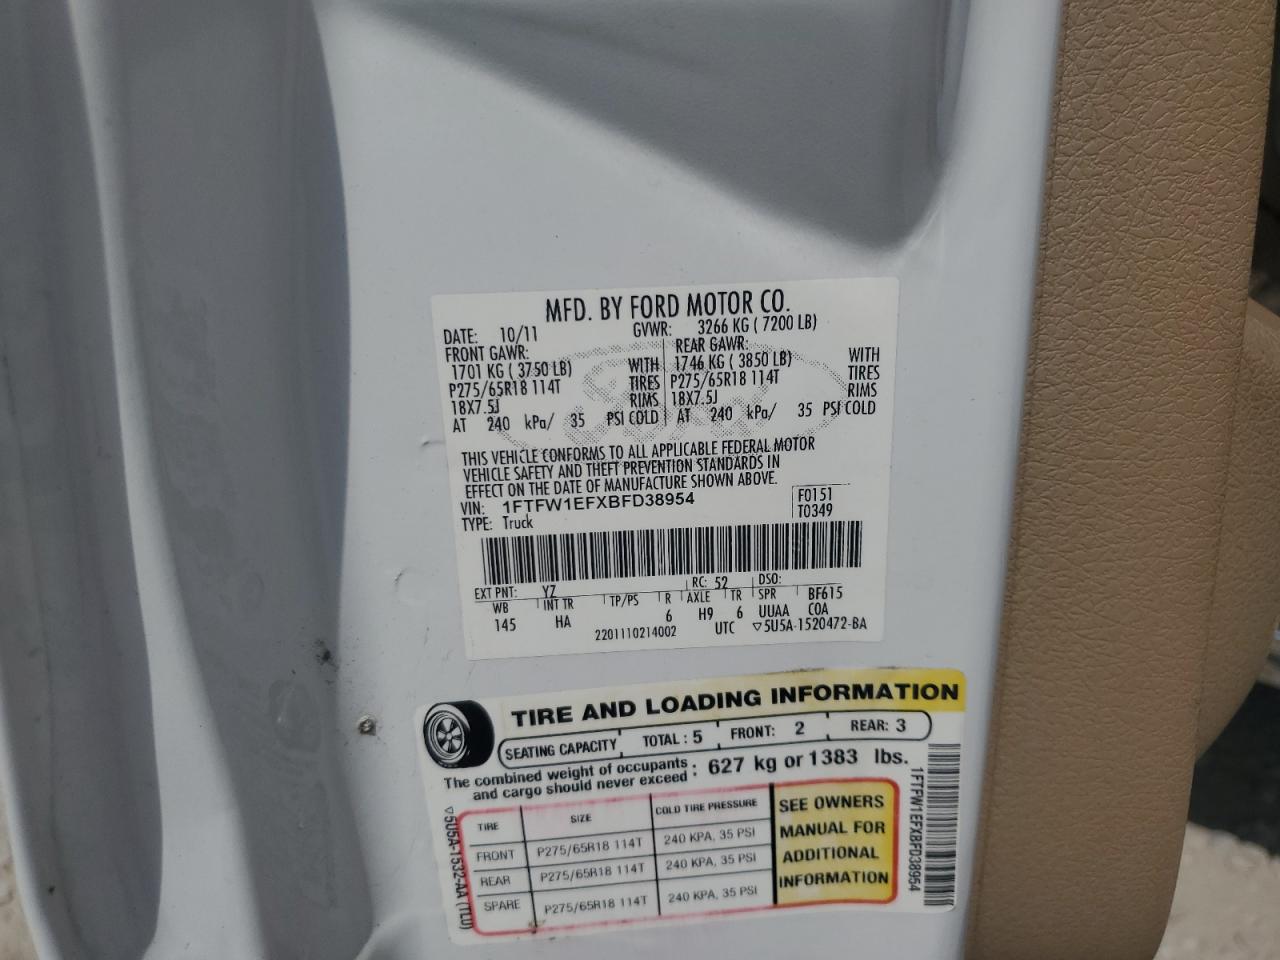 MFD. BY FORD MOTOR CO.
DATE: 10/11 GVWR: 3266 KG ( 7200 LB)
FRONT GAWR: REAR GAWR:
1701 KG ( 3750 LB) WITH 1746 KG ( 3850 LB) WITH
P275/65R18 114T TIRES P275/65R18 114T TIRES
18X7.5J RIMS 18X7.5J RIMS
AT 240 kPa/ 35 PSI COLD AT 240 kPa/ 35 PSI COLD
THIS VEHICLE CONFORMS TO ALL APPLICABLE FEDERAL MOTOR
VEHICLE SAFETY AND THEFT PREVENTION STANDARDS IN
EFFECT ON THE DATE OF MANUFACTURE SHOWN ABOVE.
VIN: 1FTFW1EFXBFD38954 F0151
TYPE: Truck T0349
EXT PNT: YZ RC: 52 DSO:
WB INT TR TP/PS R AXLE TR SPR BF615
145 HA 6 H9 6 UUAA COA
2201110214002 UTC ▽5U5A-1520472-BA
TIRE AND LOADING INFORMATION
SEATING CAPACITY TOTAL : 5 FRONT: 2 REAR: 3
The combined weight of occupants : 627 kg or 1383 lbs.
and cargo should never exceed :
TIRE SIZE COLD TIRE PRESSURE
FRONT P275/65R18 114T 240 KPA, 35 PSI
REAR P275/65R18 114T 240 KPA, 35 PSI
SPARE P275/65R18 114T 240 KPA, 35 PSI
SEE OWNERS
MANUAL FOR
ADDITIONAL
INFORMATION
▽5U5A-1532-AA (TLU)
1FTFW1EFXBFD38954